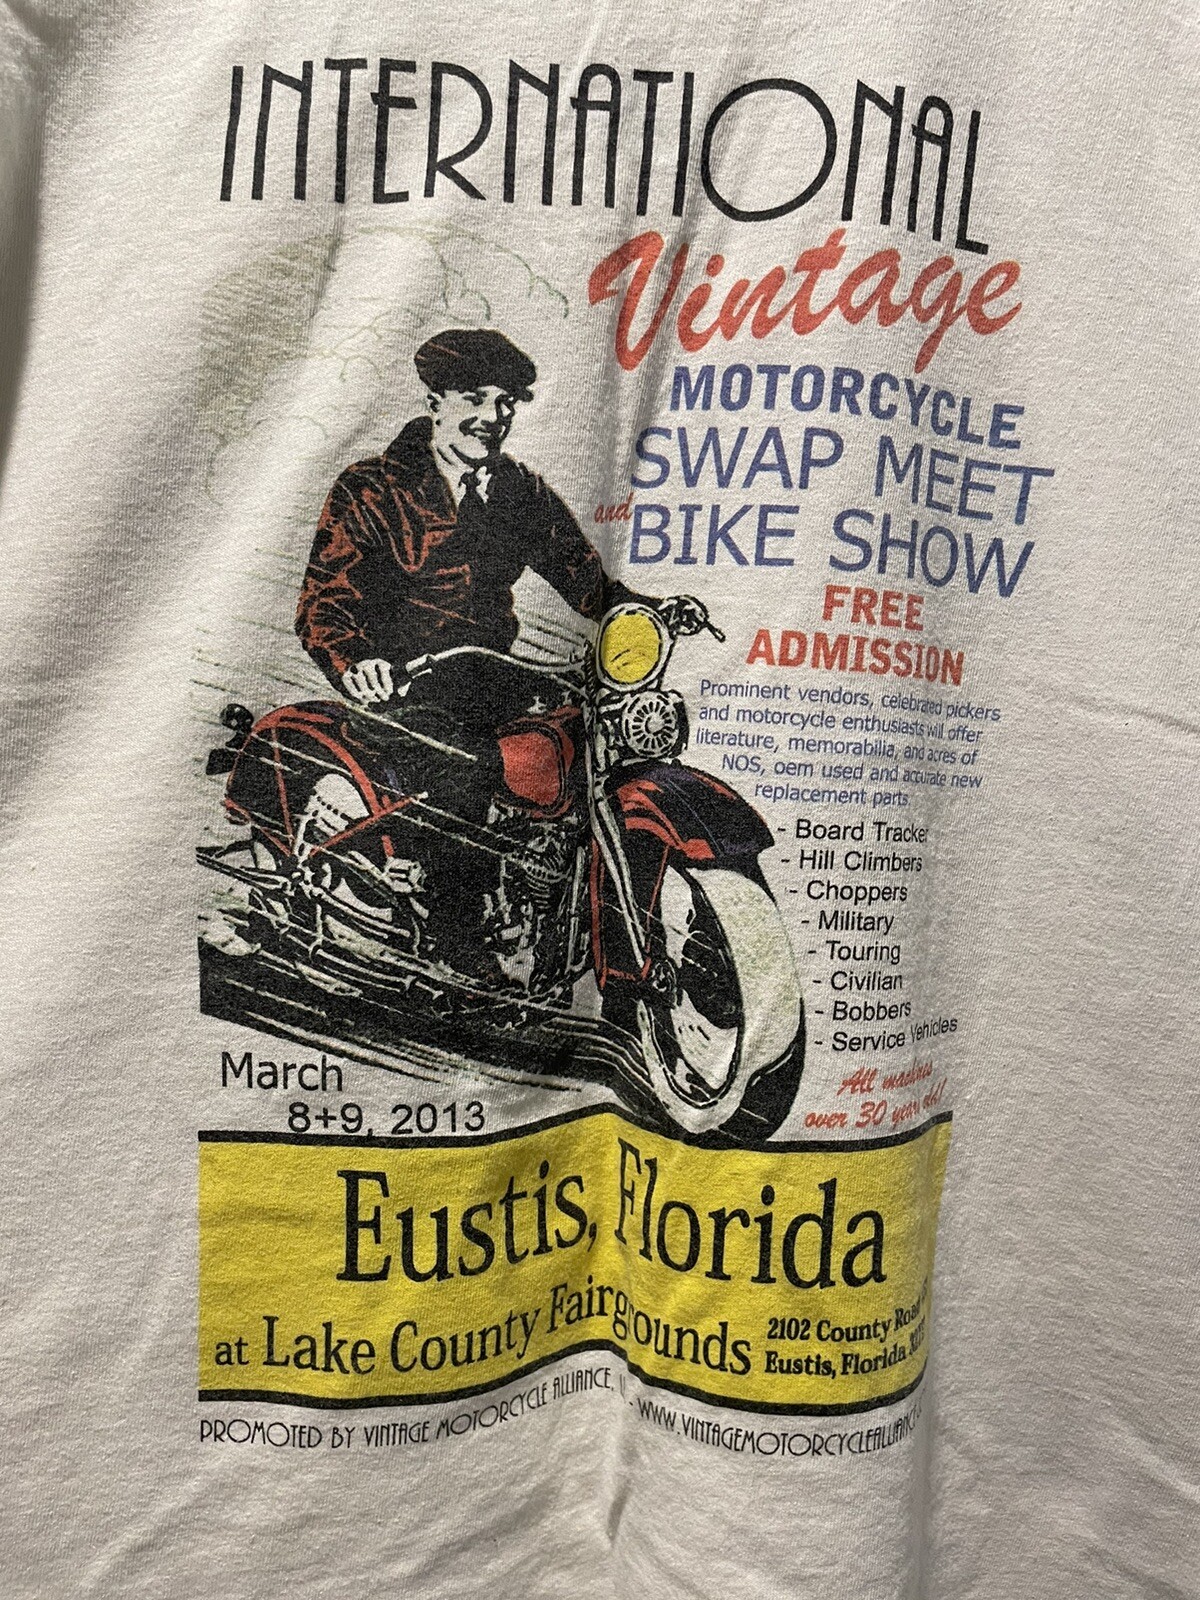 INTERNATIONAL
Vintage
MOTORCYCLE
SWAP MEET
and BIKE SHOW
FREE
ADMISSION
Prominent vendors, celebrated pickers
and motorcycle enthusiasts will offer
literature, memorabilia, and acres of
NOS, oem used and accurate new
replacement parts.
- Board Tracker
- Hill Climbers
- Choppers
- Military
- Touring
- Civilian
- Bobbers
- Service Vehicles
All machines
over 30 years old!
March
8+9, 2013
Eustis, Florida
at Lake County Fairgrounds
2102 County Road
Eustis, Florida
PROMOTED BY VINTAGE MOTORCYCLE ALLIANCE, - WWW.VINTAGEMOTORCYCLEALLIANCE